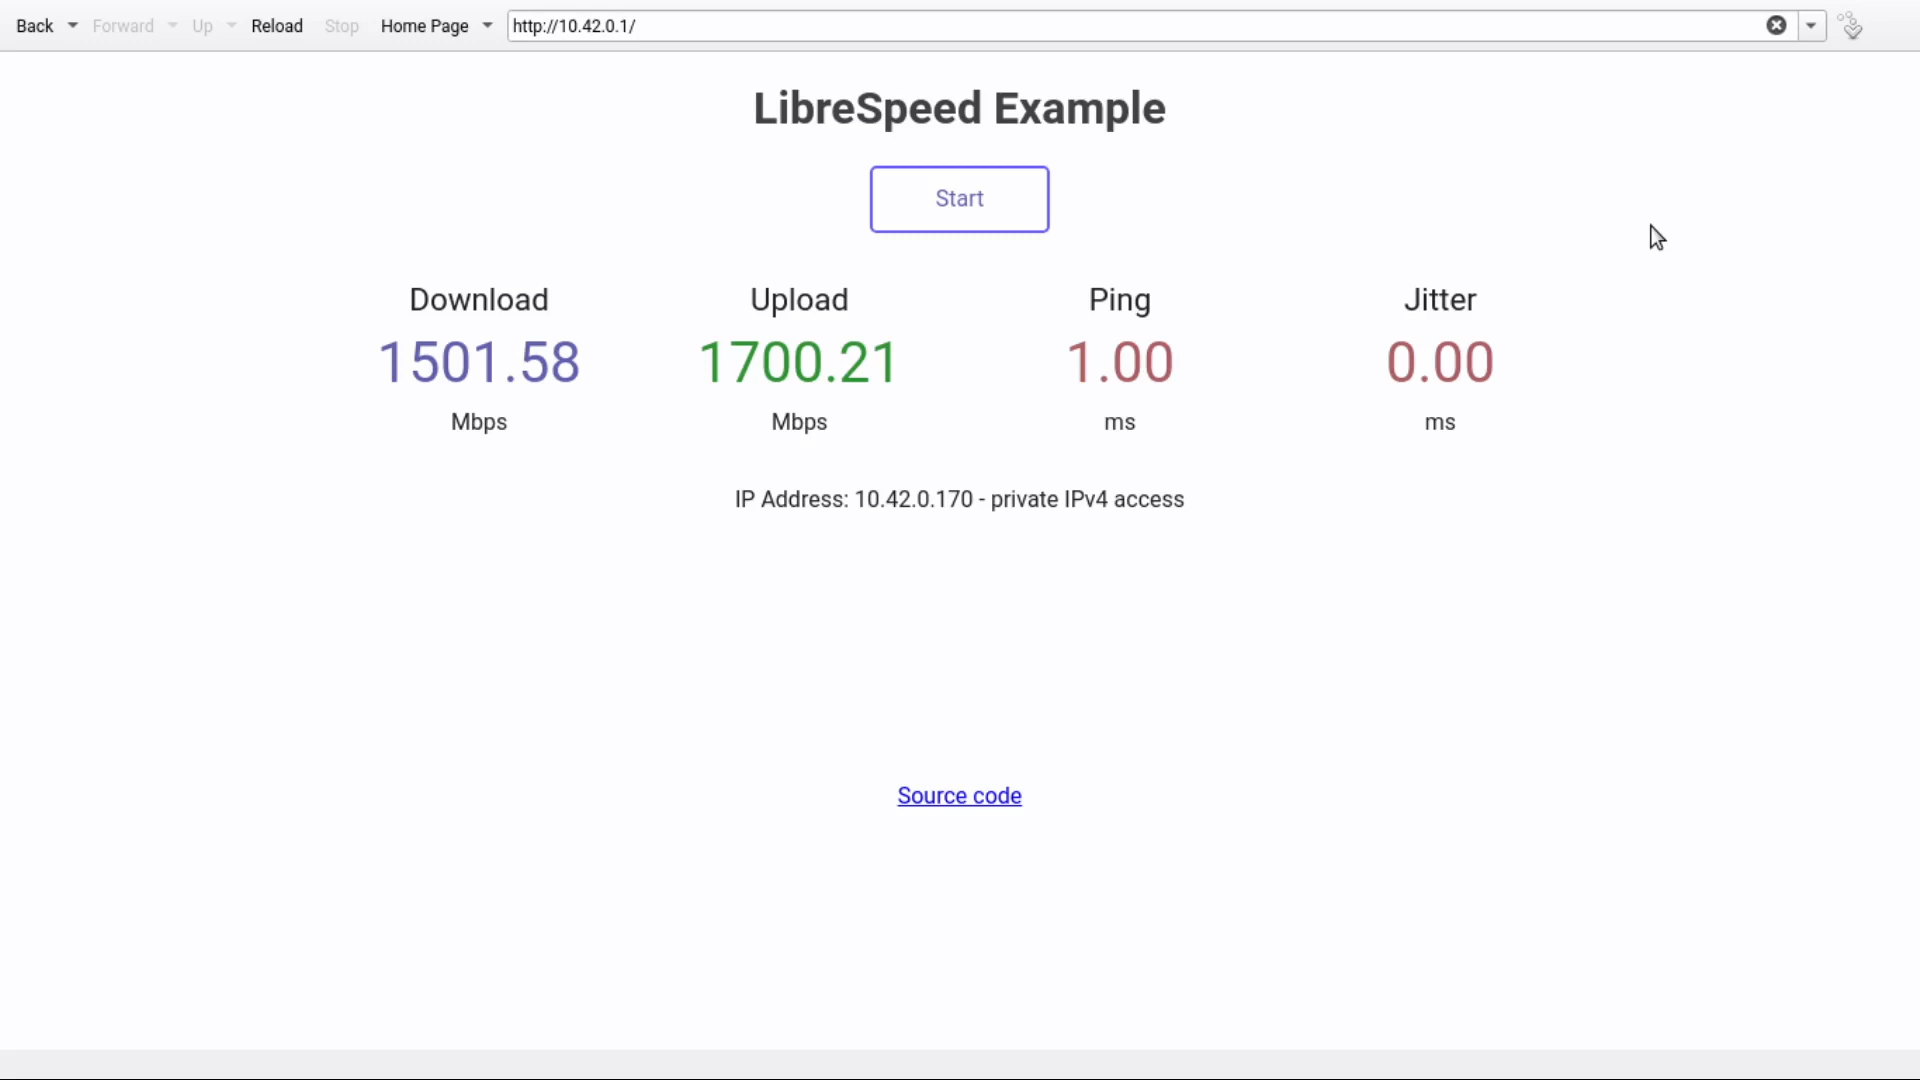 Back Forward Up Reload Stop Home Page http://10.42.0.1/
LibreSpeed Example
Start
Download Upload Ping Jitter
1501.58 1700.21 1.00 0.00
Mbps Mbps ms ms
IP Address: 10.42.0.170 - private IPv4 access
Source code